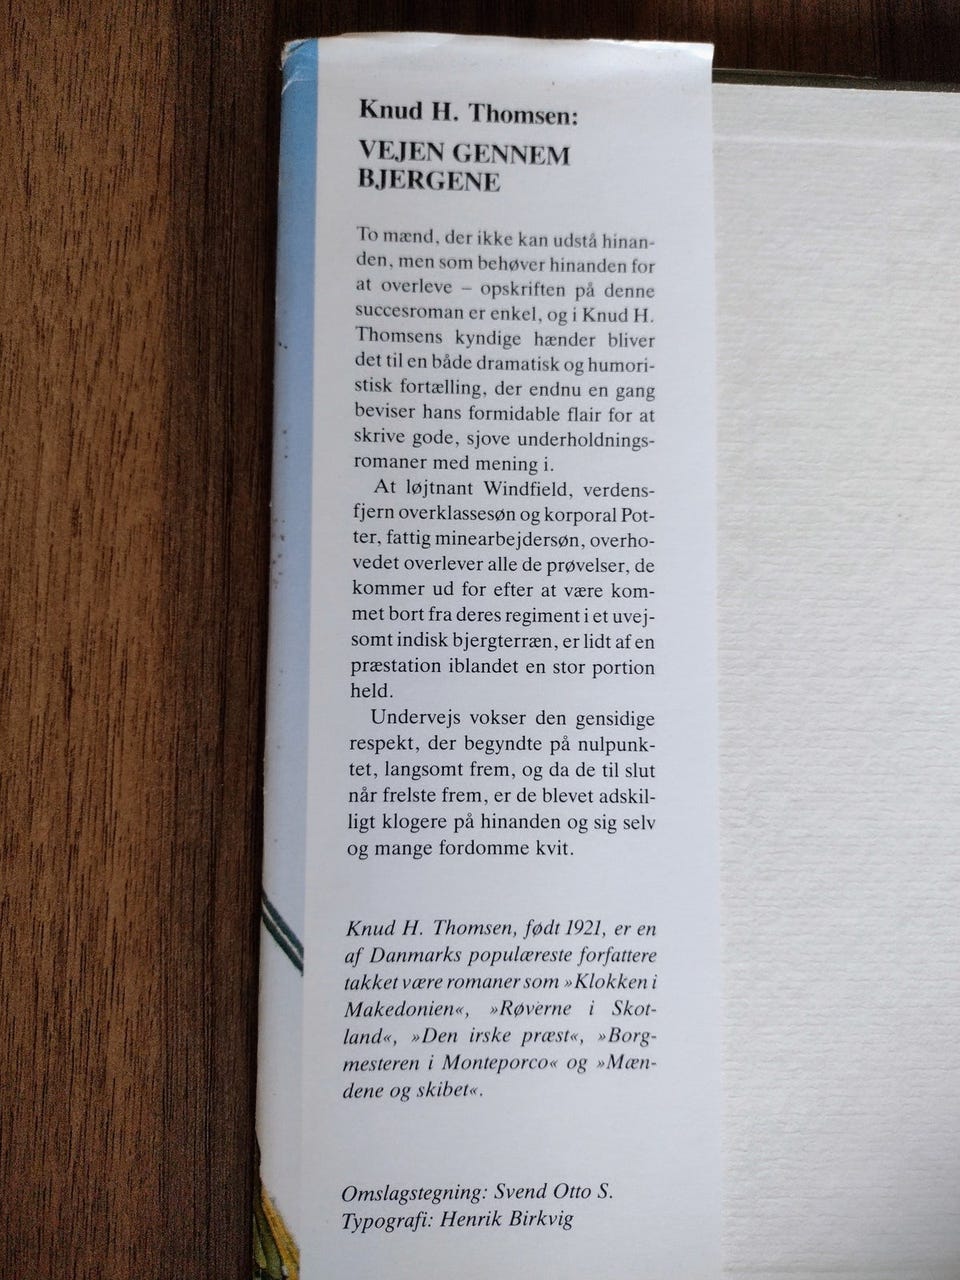 Knud H. Thomsen:
VEJEN GENNEM
BJERGENE
To mænd, der ikke kan udstå hinan-
den, men som behøver hinanden for
at overleve – opskriften på denne
succesroman er enkel, og i Knud H.
Thomsens kyndige hænder bliver
det til en både dramatisk og humori-
stisk fortælling, der endnu en gang
beviser hans formidable flair for at
skrive gode, sjove underholdnings-
romaner med mening i.
At løjtnant Windfield, verdens-
fjern overklassesøn og korporal Pot-
ter, fattig minearbejdersøn, overho-
vedet overlever alle de prøvelser, de
kommer ud for efter at være kom-
met bort fra deres regiment i et uvej-
somt indisk bjergterræn, er lidt af en
præstation iblandet en stor portion
held.
Undervejs vokser den gensidige
respekt, der begyndte på nulpunk-
tet, langsomt frem, og da de til slut
når frelste frem, er de blevet adskil-
ligt klogere på hinanden og sig selv
og mange fordomme kvit.
Knud H. Thomsen, født 1921, er en
af Danmarks populæreste forfattere
takket være romaner som »Klokken i
Makedonien«, »Røverne i Skot-
land«, »Den irske præst«, »Borg-
mesteren i Monteporco« og »Mæn-
dene og skibet«.
Omslagstegning: Svend Otto S.
Typografi: Henrik Birkvig